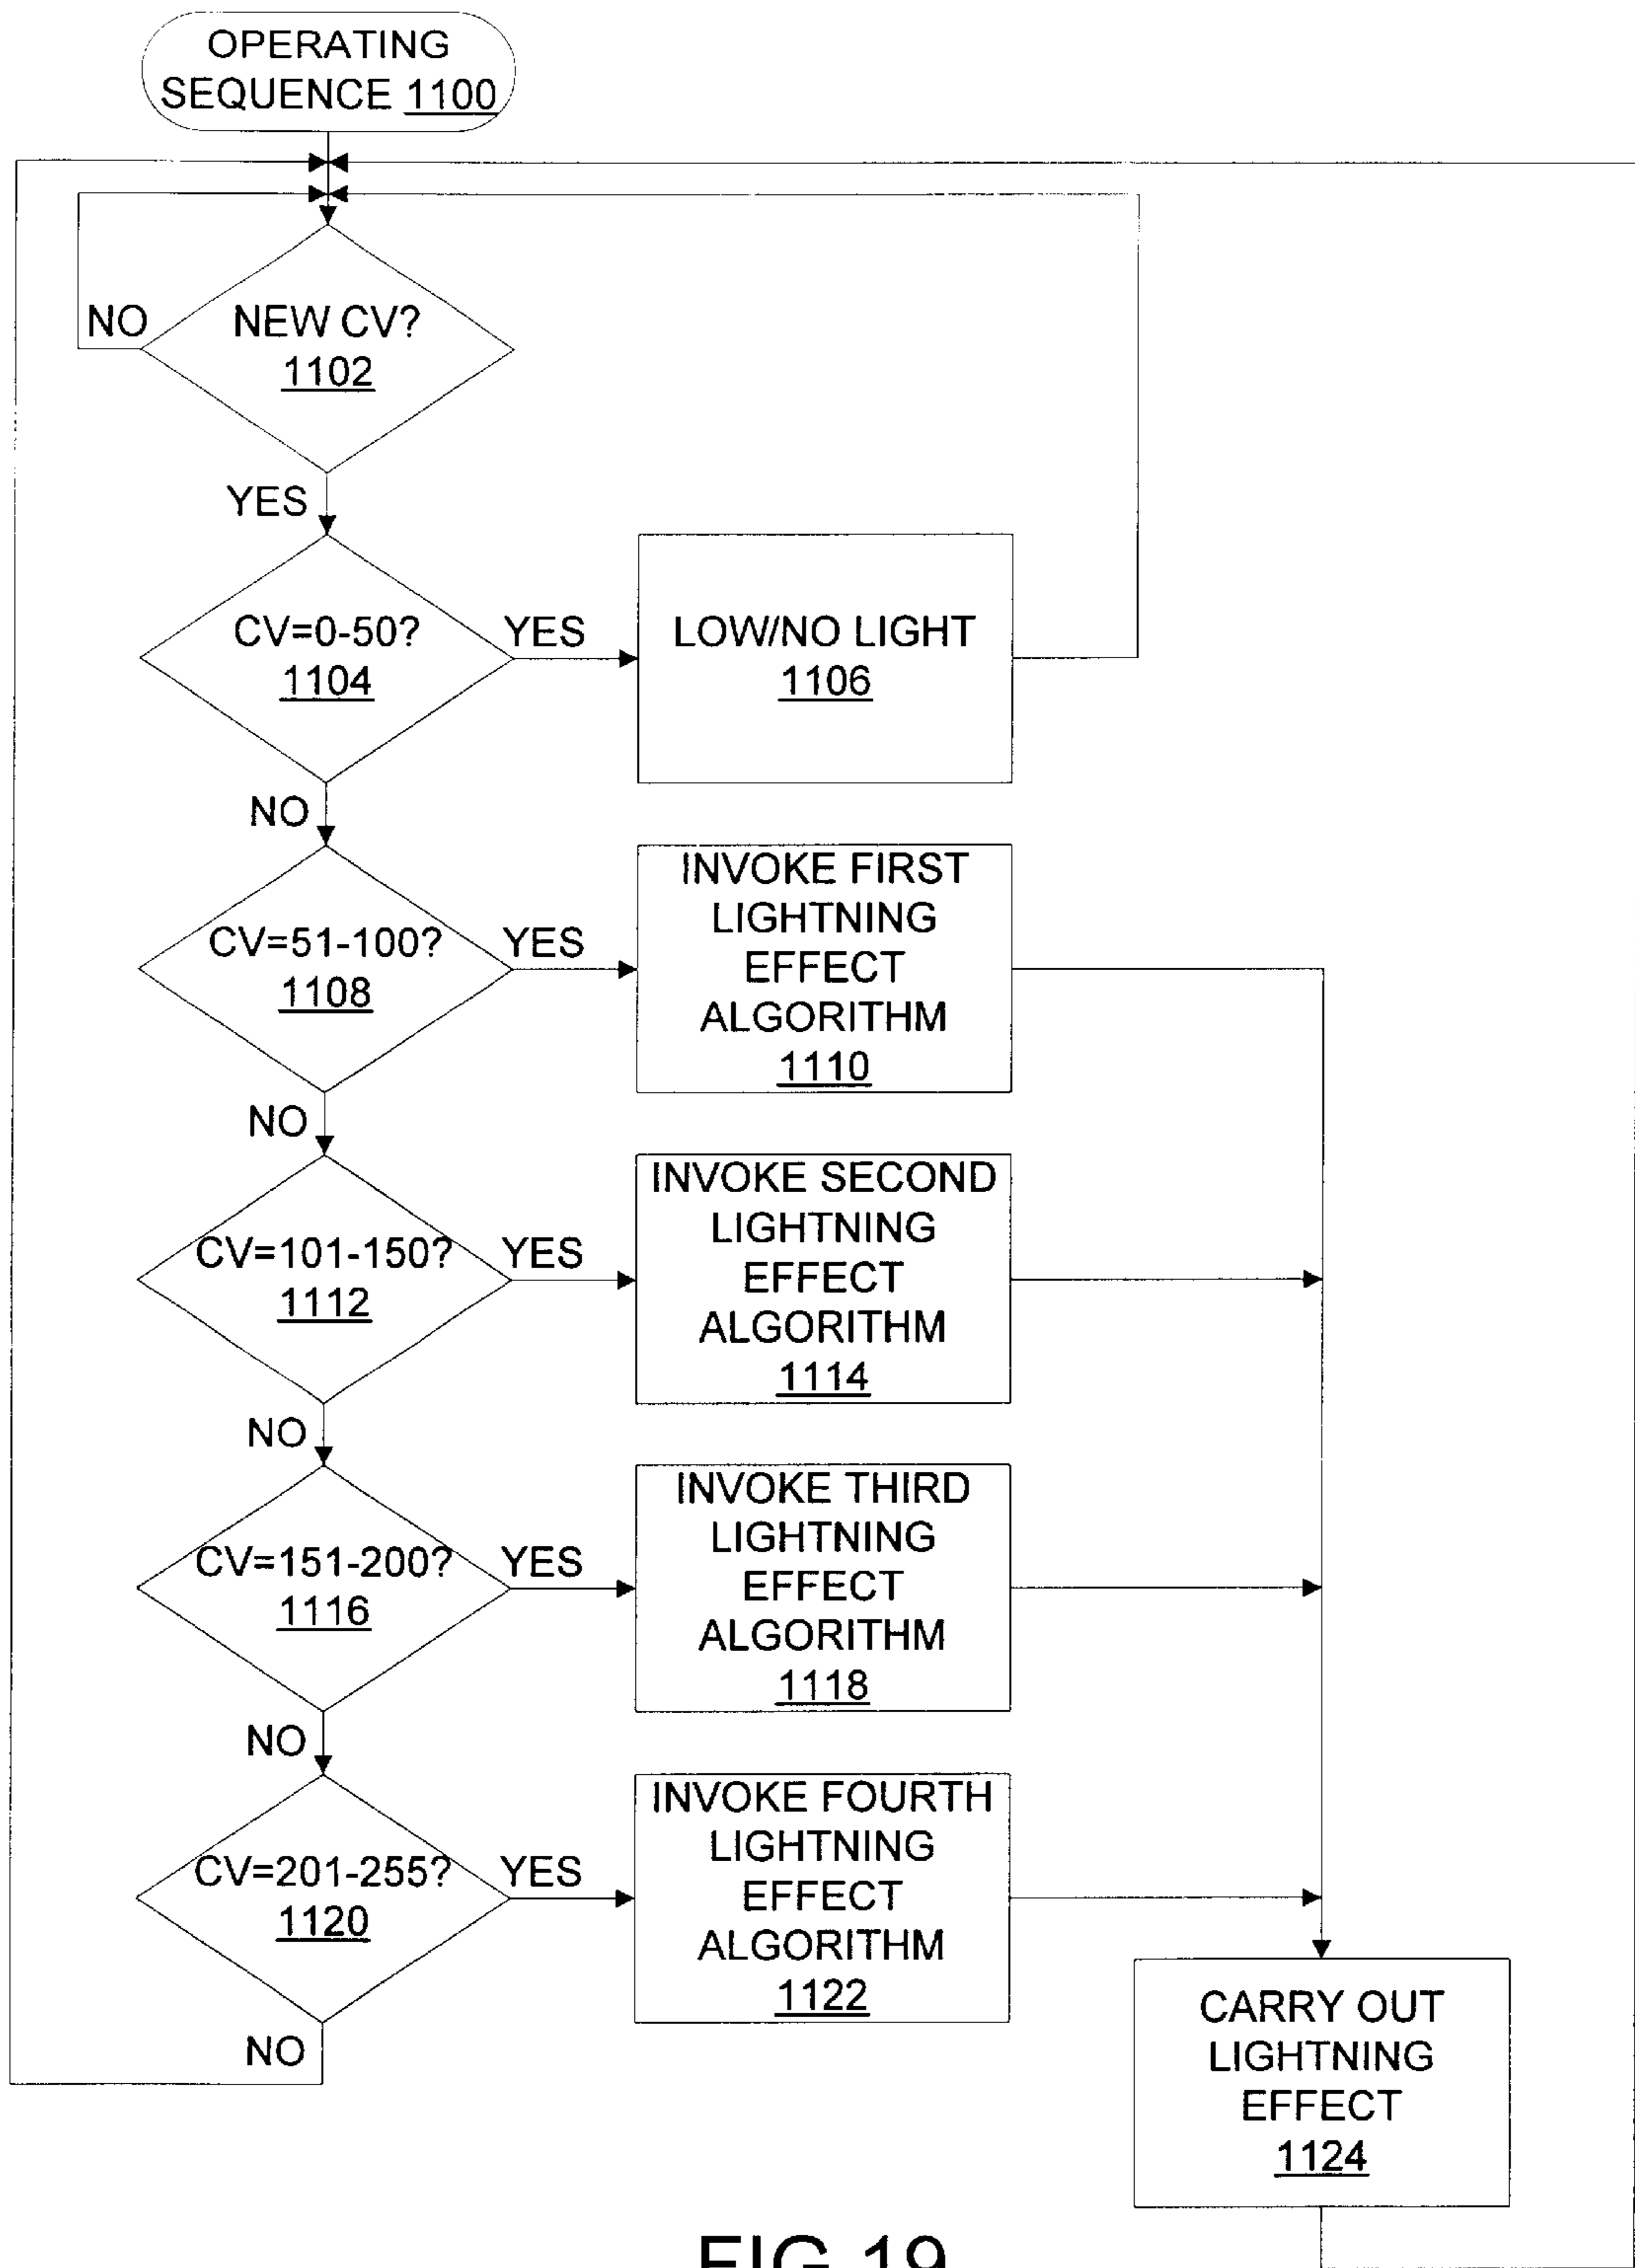 OPERATING
SEQUENCE 1100
NO
NEW CV?
1102
YES
CV=0-50?
1104
YES
LOW/NO LIGHT
1106
NO
CV=51-100?
1108
YES
INVOKE FIRST
LIGHTNING
EFFECT
ALGORITHM
1110
NO
CV=101-150?
1112
YES
INVOKE SECOND
LIGHTNING
EFFECT
ALGORITHM
1114
NO
CV=151-200?
1116
YES
INVOKE THIRD
LIGHTNING
EFFECT
ALGORITHM
1118
NO
CV=201-255?
1120
YES
INVOKE FOURTH
LIGHTNING
EFFECT
ALGORITHM
1122
NO
CARRY OUT
LIGHTNING
EFFECT
1124
FIG 19